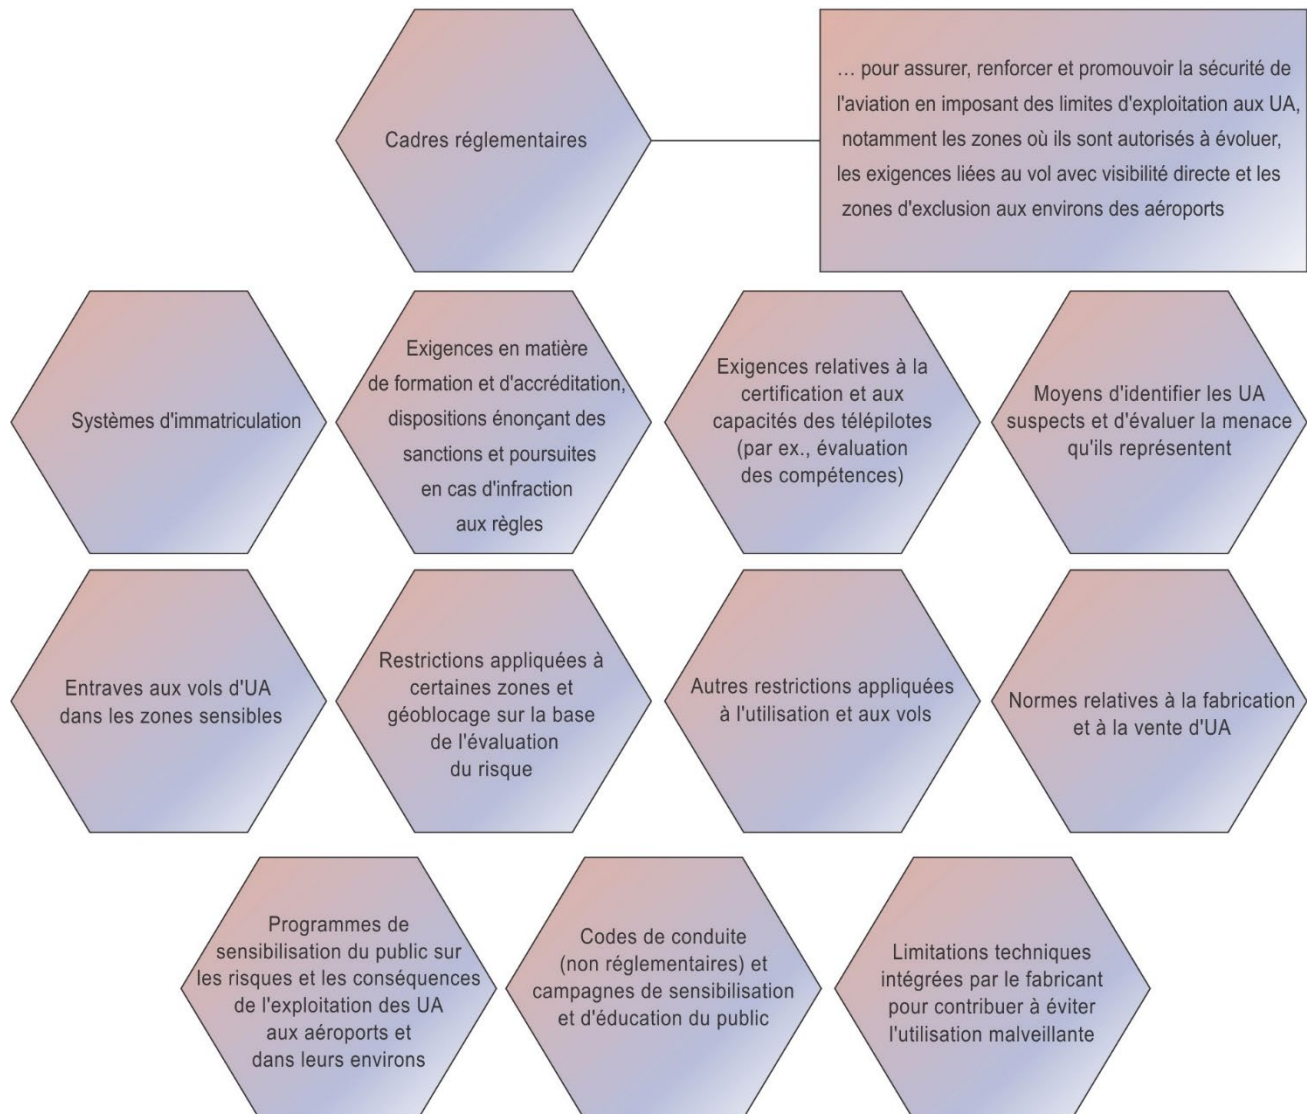 Cadres réglementaires
… pour assurer, renforcer et promouvoir la sécurité de
l'aviation en imposant des limites d'exploitation aux UA,
notamment les zones où ils sont autorisés à évoluer,
les exigences liées au vol avec visibilité directe et les
zones d'exclusion aux environs des aéroports
Systèmes d'immatriculation
Exigences en matière
de formation et d'accréditation,
dispositions énonçant des
sanctions et poursuites
en cas d'infraction
aux règles
Exigences relatives à la
certification et aux
capacités des télépilotes
(par ex., évaluation
des compétences)
Moyens d'identifier les UA
suspects et d'évaluer la menace
qu'ils représentent
Entraves aux vols d'UA
dans les zones sensibles
Restrictions appliquées à
certaines zones et
géoblocage sur la base
de l'évaluation
du risque
Autres restrictions appliquées
à l'utilisation et aux vols
Normes relatives à la fabrication
et à la vente d'UA
Programmes de
sensibilisation du public sur
les risques et les conséquences
de l'exploitation des UA
aux aéroports et
dans leurs environs
Codes de conduite
(non réglementaires) et
campagnes de sensibilisation
et d'éducation du public
Limitations techniques
intégrées par le fabricant
pour contribuer à éviter
l'utilisation malveillante